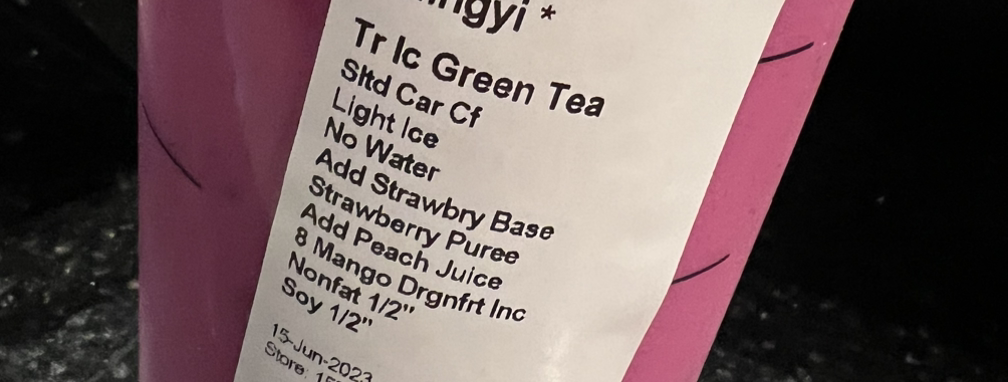 ngyi *
Tr Ic Green Tea
Sltd Car Cf
Light Ice
No Water
Add Strawbry Base
Strawberry Puree
Add Peach Juice
8 Mango Drgnfrt Inc
Nonfat 1/2"
Soy 1/2"
15-Jun-2023
Store: